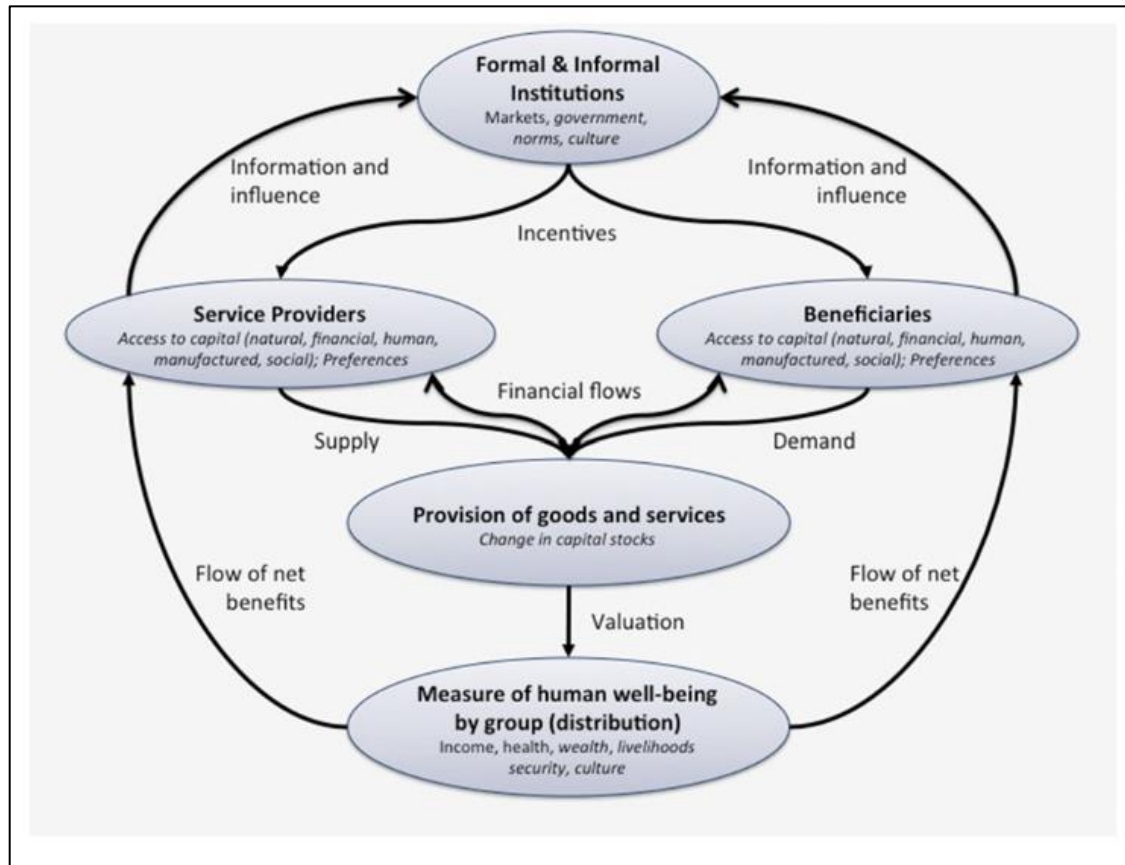 Formal & Informal
Institutions
Markets, government,
norms, culture
Information and
influence
Information and
influence
Incentives
Service Providers
Access to capital (natural, financial, human,
manufactured, social); Preferences
Beneficiaries
Access to capital (natural, financial, human,
manufactured, social); Preferences
Financial flows
Supply
Demand
Provision of goods and services
Change in capital stocks
Flow of net
benefits
Flow of net
benefits
Valuation
Measure of human well-being
by group (distribution)
Income, health, wealth, livelihoods
security, culture